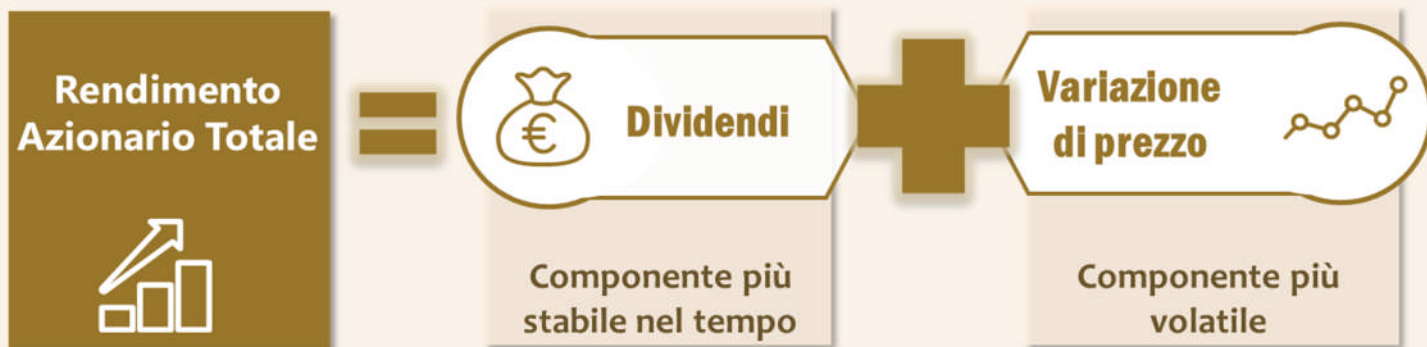 Rendimento
Azionario Totale
=
€
Dividendi
+
Variazione
di prezzo
Componente più
stabile nel tempo
Componente più
volatile